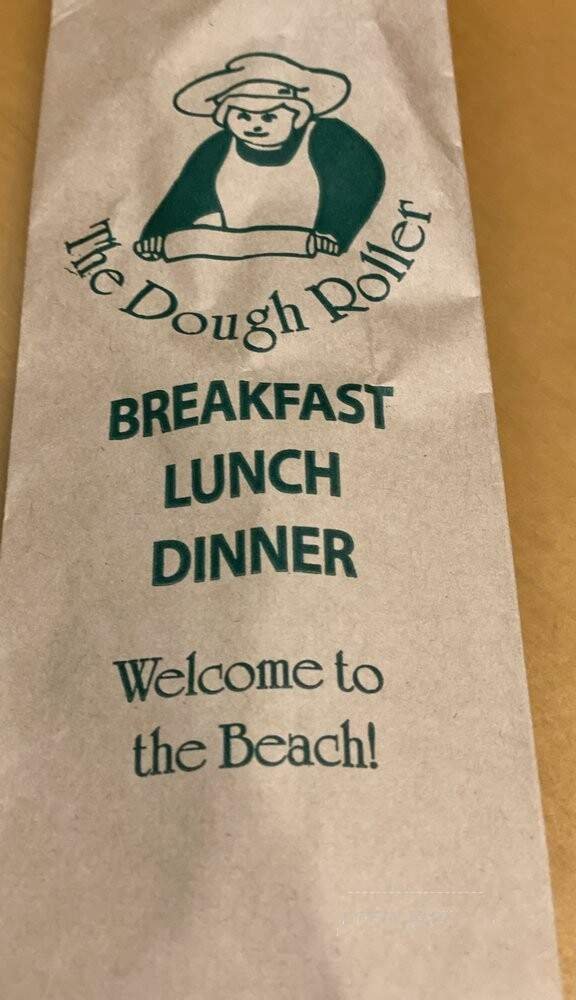 The Dough Roller
BREAKFAST
LUNCH
DINNER
Welcome to
the Beach!